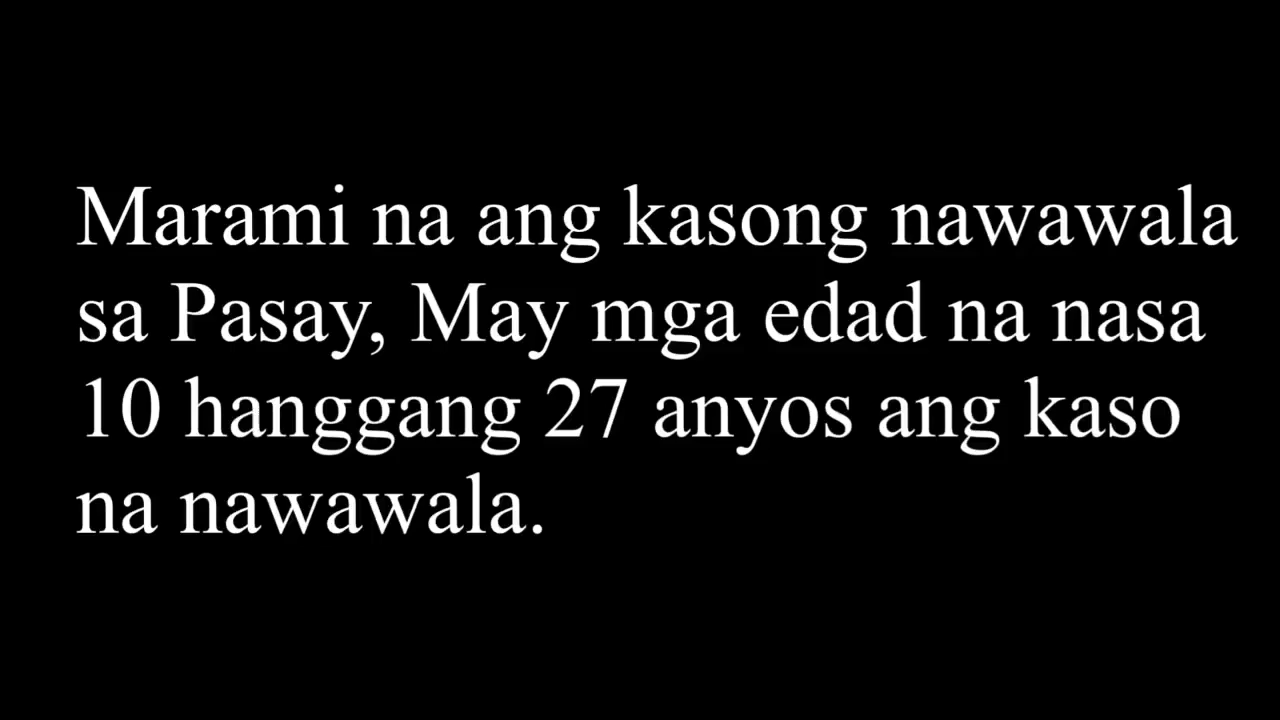 Marami na ang kasong nawawala
sa Pasay, May mga edad na nasa
10 hanggang 27 anyos ang kaso
na nawawala.